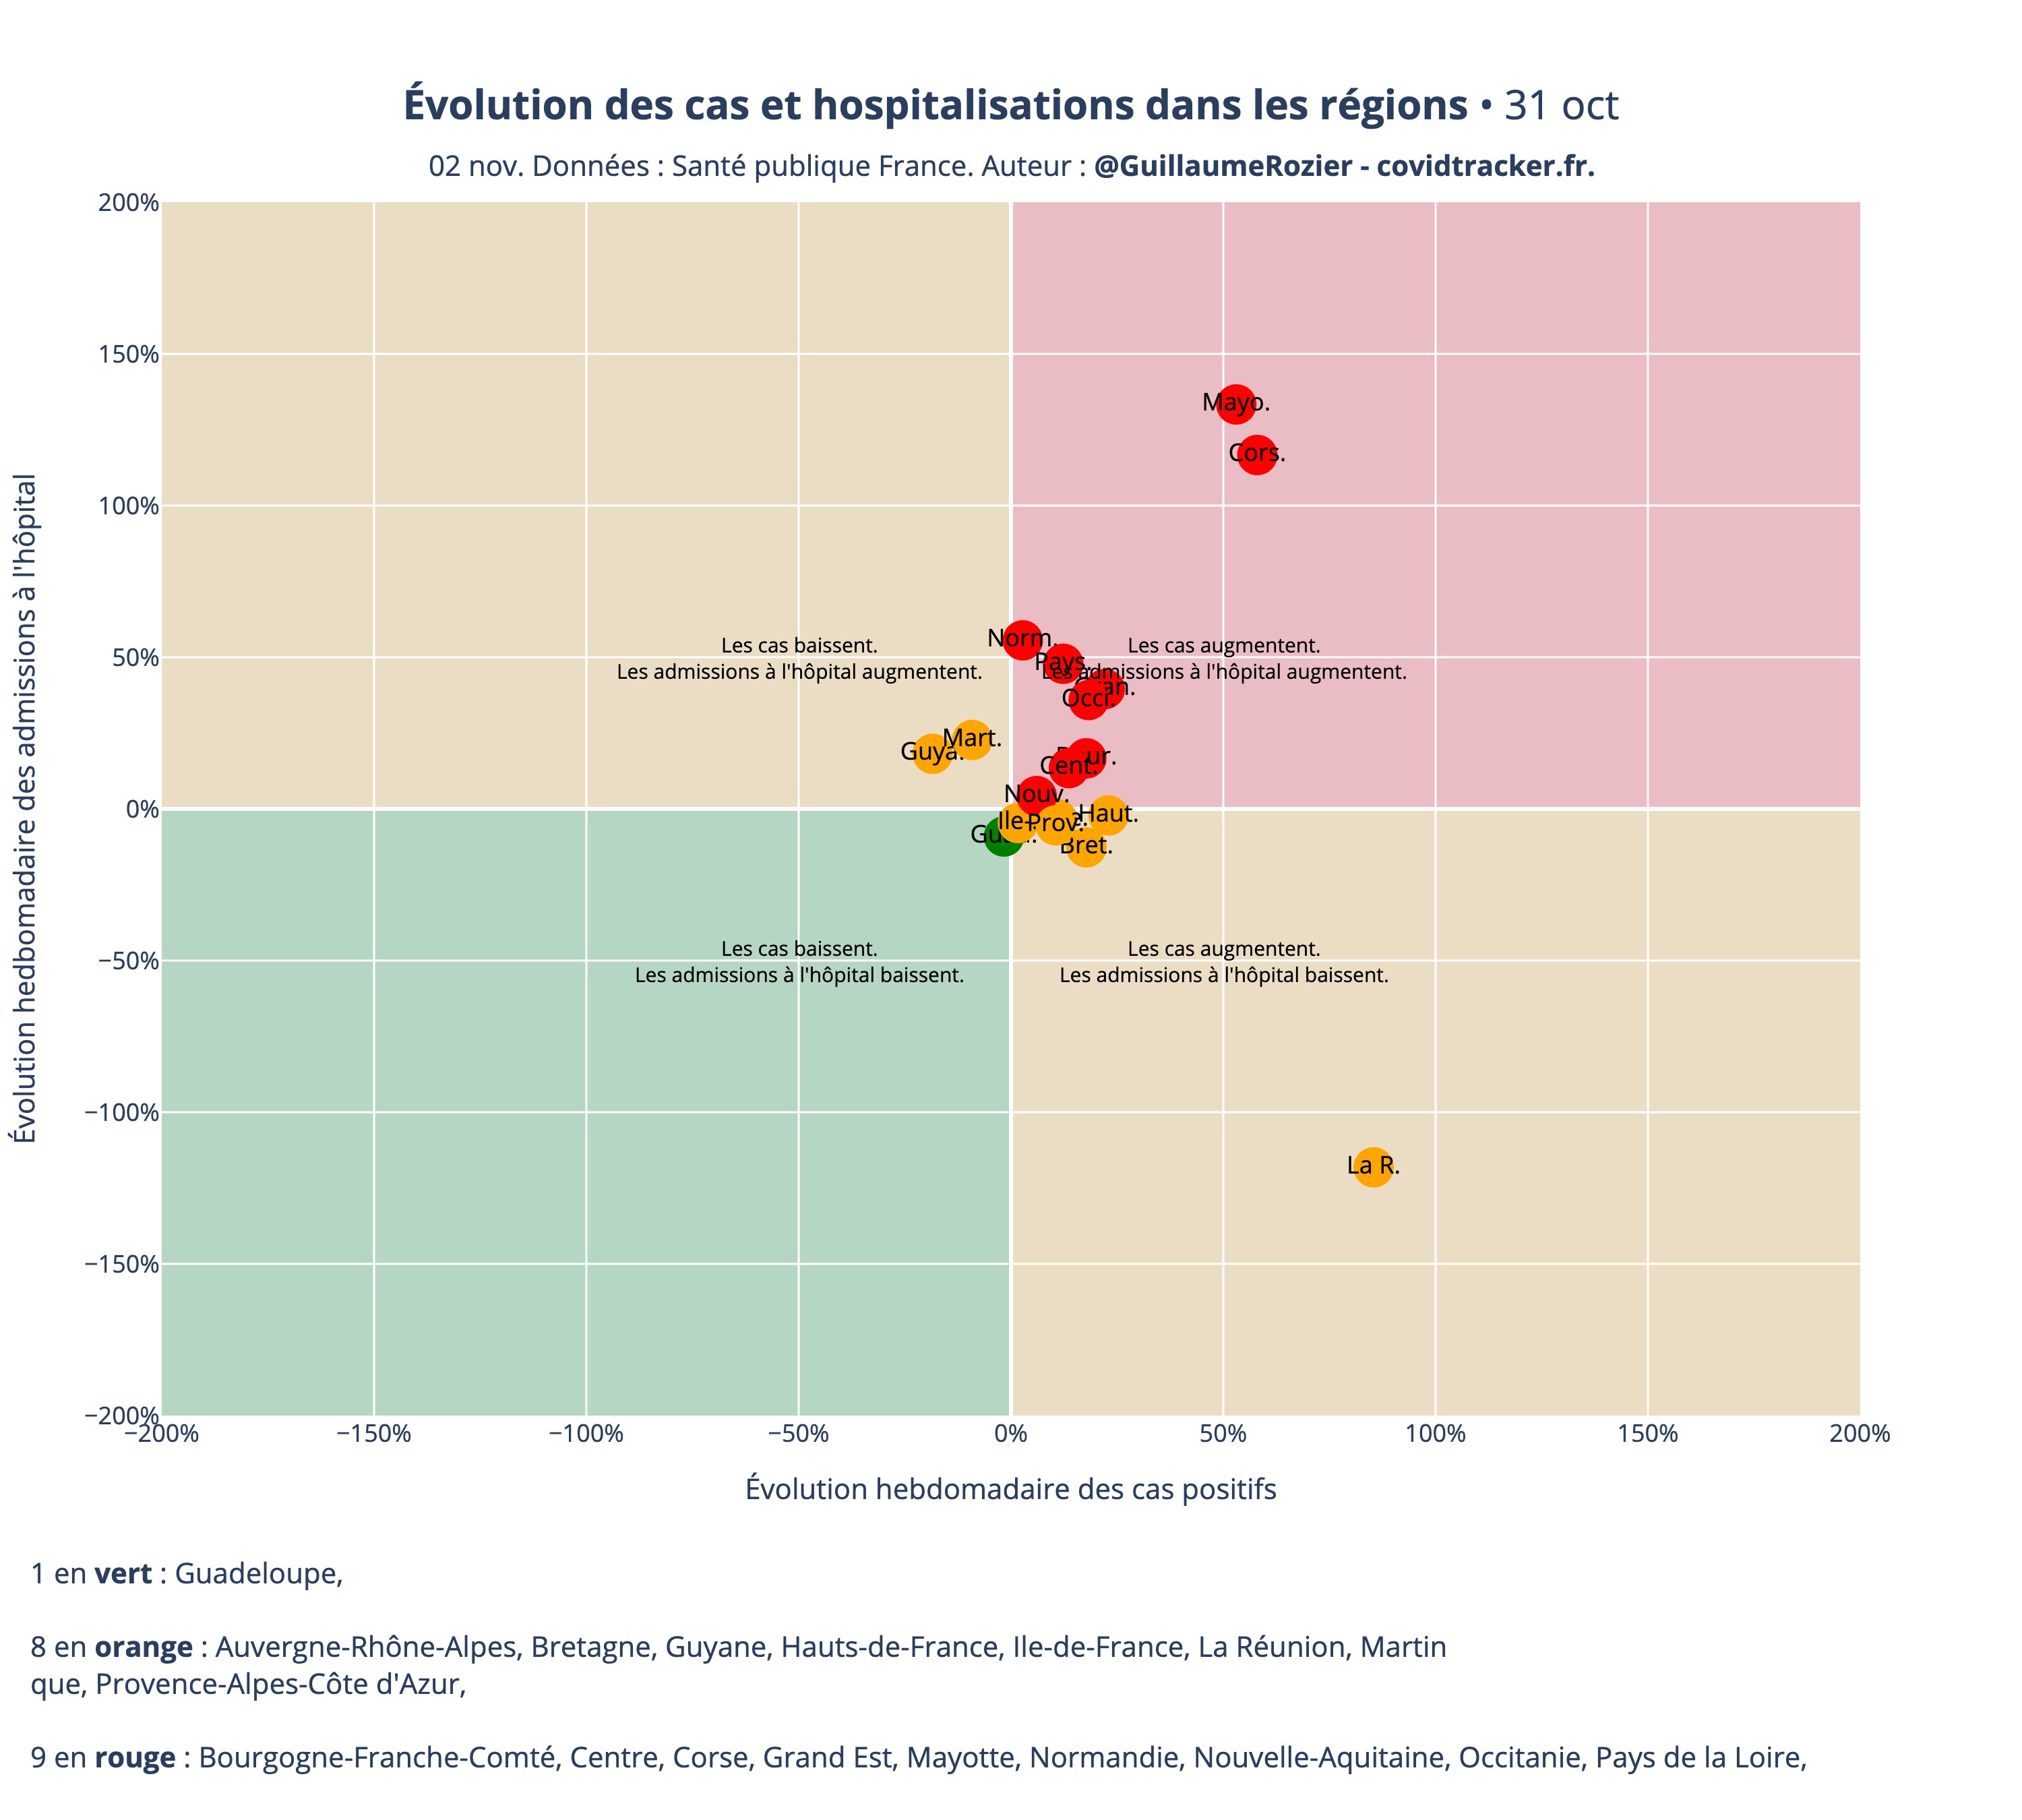 Évolution des cas et hospitalisations dans les régions • 31 oct
02 nov. Données : Santé publique France. Auteur : @GuillaumeRozier - covidtracker.fr.
200%
150%
100%
50%
0%
−50%
−100%
−150%
−200%
Évolution hedbomadaire des admissions à l'hôpital
Mayo.
Cors.
Norm.
Les cas baissent.
Les admissions à l'hôpital augmentent.
Les cas augmentent.
Les admissions à l'hôpital augmentent.
Pays.
Occi.
Mart.
Guya.
Cent.
Nouv.
Haut.
Ile-
Prov.
Bret.
Les cas baissent.
Les admissions à l'hôpital baissent.
Les cas augmentent.
Les admissions à l'hôpital baissent.
La R.
−200%
−150%
−100%
−50%
0%
50%
100%
150%
200%
Évolution hebdomadaire des cas positifs
1 en vert : Guadeloupe,
8 en orange : Auvergne-Rhône-Alpes, Bretagne, Guyane, Hauts-de-France, Ile-de-France, La Réunion, Martin
que, Provence-Alpes-Côte d'Azur,
9 en rouge : Bourgogne-Franche-Comté, Centre, Corse, Grand Est, Mayotte, Normandie, Nouvelle-Aquitaine, Occitanie, Pays de la Loire,